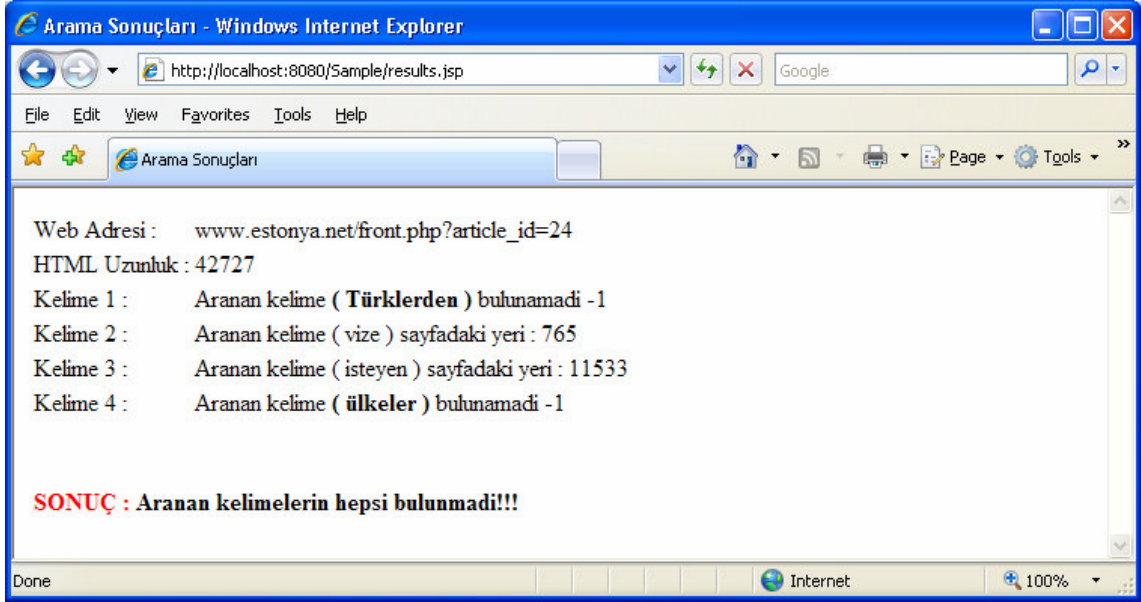 Arama Sonuçları - Windows Internet Explorer
http://localhost:8080/Sample/results.jsp
Google
File Edit View Favorites Tools Help
Arama Sonuçları
Page Tools »
Web Adresi : www.estonya.net/front.php?article_id=24
HTML Uzunluk : 42727
Kelime 1 : Aranan kelime ( Türklerden ) bulunamadi -1
Kelime 2 : Aranan kelime ( vize ) sayfadaki yeri : 765
Kelime 3 : Aranan kelime ( isteyen ) sayfadaki yeri : 11533
Kelime 4 : Aranan kelime ( ülkeler ) bulunamadi -1
SONUÇ : Aranan kelimelerin hepsi bulunmadi!!!
Done Internet 100%